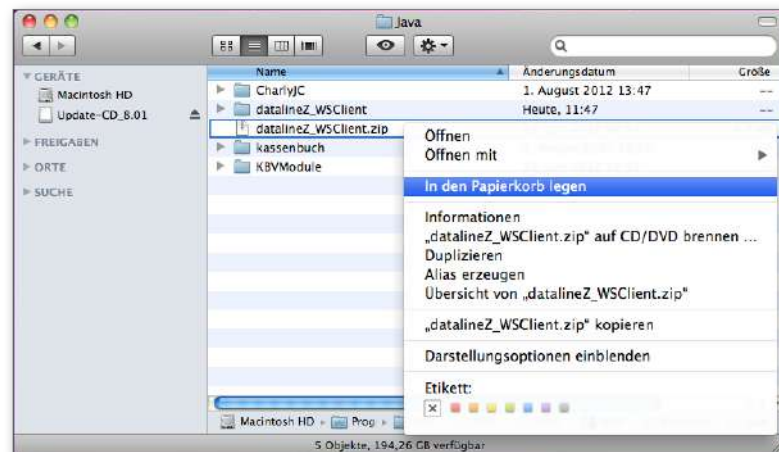 Java
Name Änderungsdatum Größe
GERÄTE
Macintosh HD
Update-CD_8.01
FREIGABEN
ORTE
SUCHE
CharlyJC 1. August 2012 13:47 --
datalineZ_WSClient Heute, 11:47 --
datalineZ_WSClient.zip
kassenbuch
KBVModule
Öffnen
Öffnen mit
In den Papierkorb legen
Informationen
„datalineZ_WSClient.zip“ auf CD/DVD brennen ...
Duplizieren
Alias erzeugen
Übersicht von „datalineZ_WSClient.zip“
„datalineZ_WSClient.zip“ kopieren
Darstellungsoptionen einblenden
Etikett:
Macintosh HD Prog
5 Objekte, 194,26 GB verfügbar